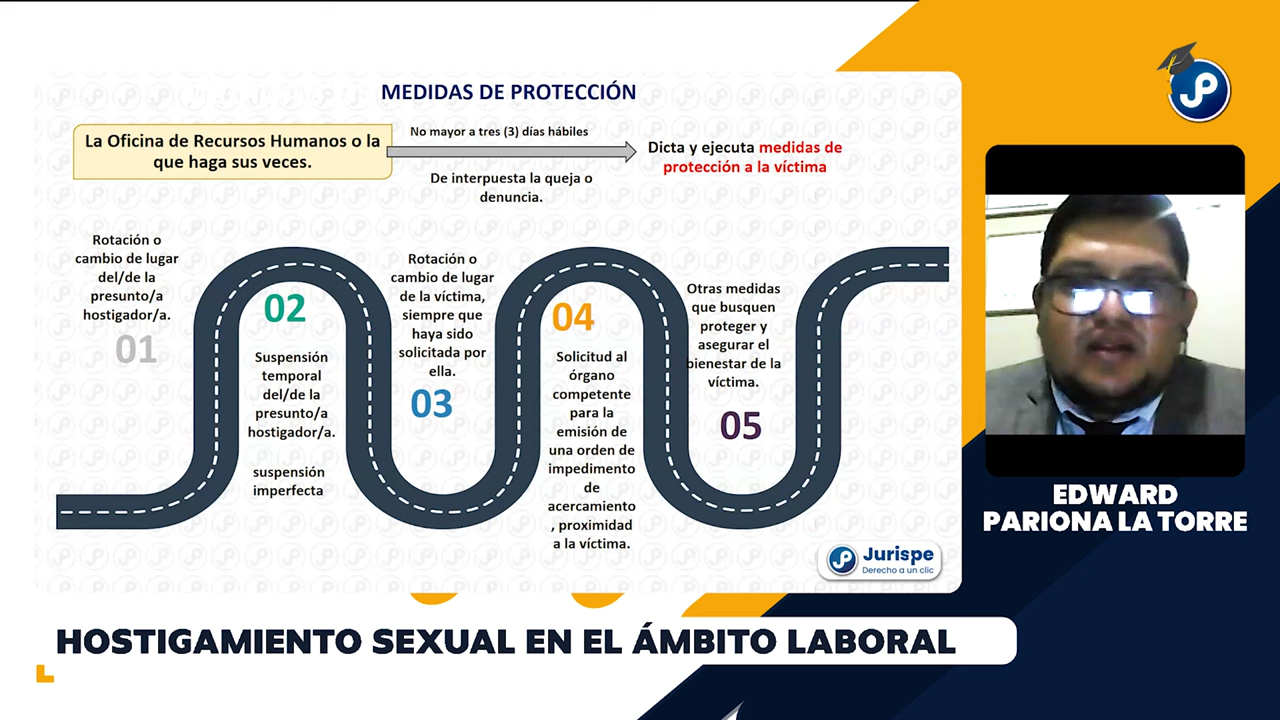 MEDIDAS DE PROTECCIÓN
La Oficina de Recursos Humanos o la
que haga sus veces.
No mayor a tres (3) días hábiles
De interpuesta la queja o
denuncia.
Dicta y ejecuta medidas de
protección a la víctima
Rotación o
cambio de lugar
del/de la
presunto/a
hostigador/a.
01
02
Suspensión
temporal
del/de la
presunto/a
hostigador/a.
suspensión
imperfecta
Rotación o
cambio de lugar
de la víctima,
siempre que
haya sido
solicitada por
ella.
03
04
Solicitud al
órgano
competente
para la
emisión de
una orden de
impedimento
de
acercamiento
, proximidad
a la víctima.
Otras medidas
que busquen
proteger y
asegurar el
bienestar de la
víctima.
05
JP
Jurispe
Derecho a un clic
JP
EDWARD
PARIONA LA TORRE
HOSTIGAMIENTO SEXUAL EN EL ÁMBITO LABORAL